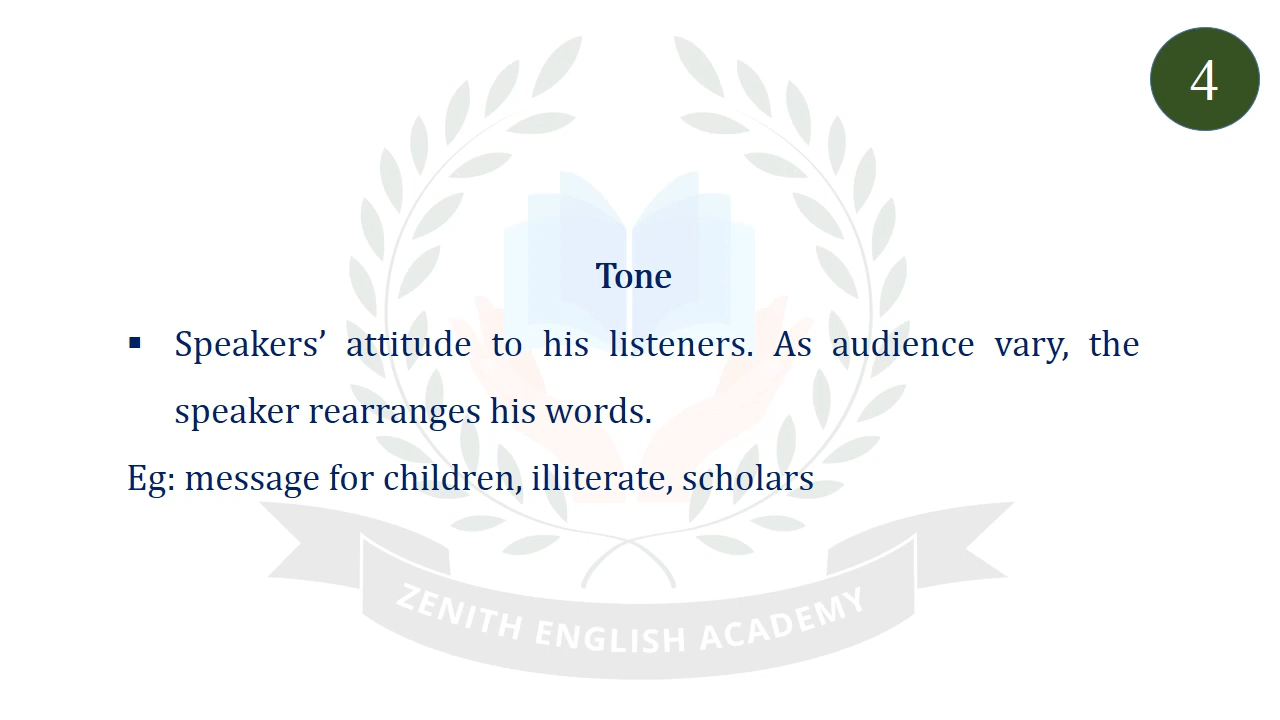 4
Tone
▪ Speakers’ attitude to his listeners. As audience vary, the
speaker rearranges his words.
Eg: message for children, illiterate, scholars
ZENITH ENGLISH ACADEMY